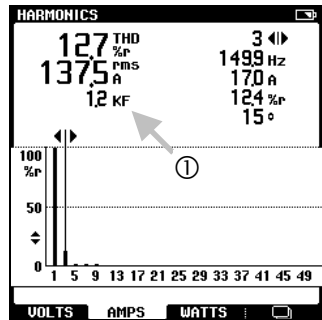 HARMONICS
12.7 THD %r
137.5 rms A
1.2 KF
3
149.9 Hz
17.0 A
12.4 %r
15°
①
100
%r
50
0
1 5 9 13 17 21 25 29 33 37 41 45 49
VOLTS AMPS WATTS